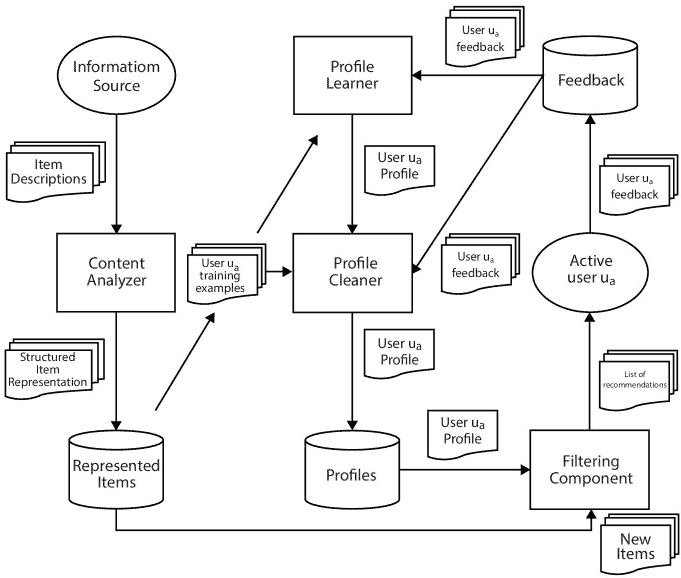 Informatiom
Source
Profile
Learner
User ua
feedback
Feedback
Item
Descriptions
User ua
Profile
User ua
feedback
Content
Analyzer
User ua
training
examples
Profile
Cleaner
User ua
feedback
Active
user ua
Structured
Item
Representation
User ua
Profile
List of
recommendations
Represented
Items
Profiles
User ua
Profile
Filtering
Component
New
Items